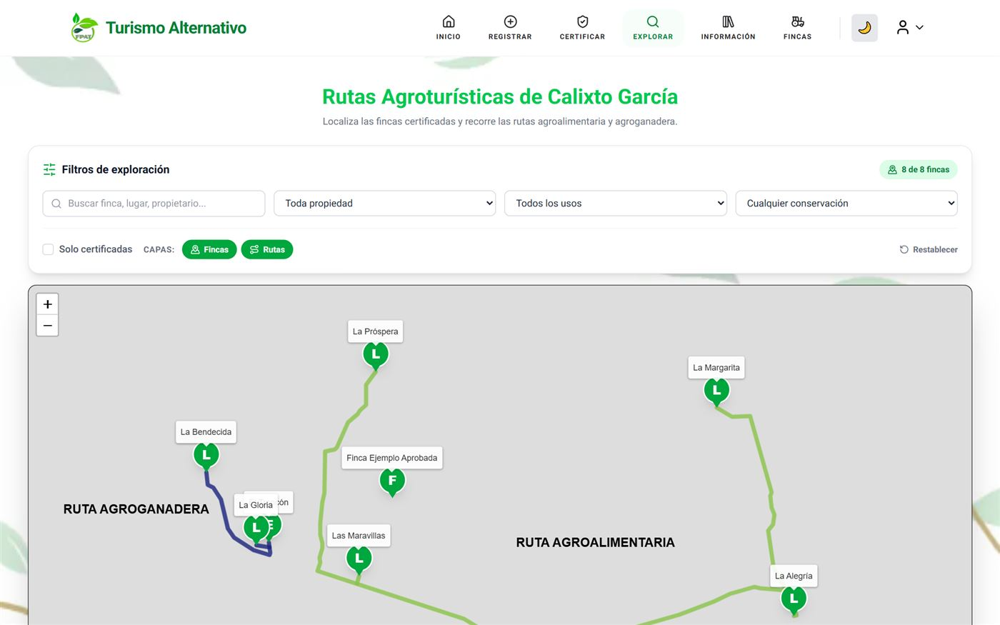 FPAT
Turismo Alternativo
INICIO
REGISTRAR
CERTIFICAR
EXPLORAR
INFORMACIÓN
FINCAS
Rutas Agroturísticas de Calixto García
Localiza las fincas certificadas y recorre las rutas agroalimentaria y agroganadera.
Filtros de exploración
8 de 8 fincas
Buscar finca, lugar, propietario...
Toda propiedad
Todos los usos
Cualquier conservación
Solo certificadas
CAPAS:
Fincas
Rutas
Restablecer
+
−
La Próspera
L
La Margarita
L
La Bendecida
L
Finca Ejemplo Aprobada
F
RUTA AGROGANADERA
La Gloria
L
E
Las Maravillas
L
RUTA AGROALIMENTARIA
La Alegría
L